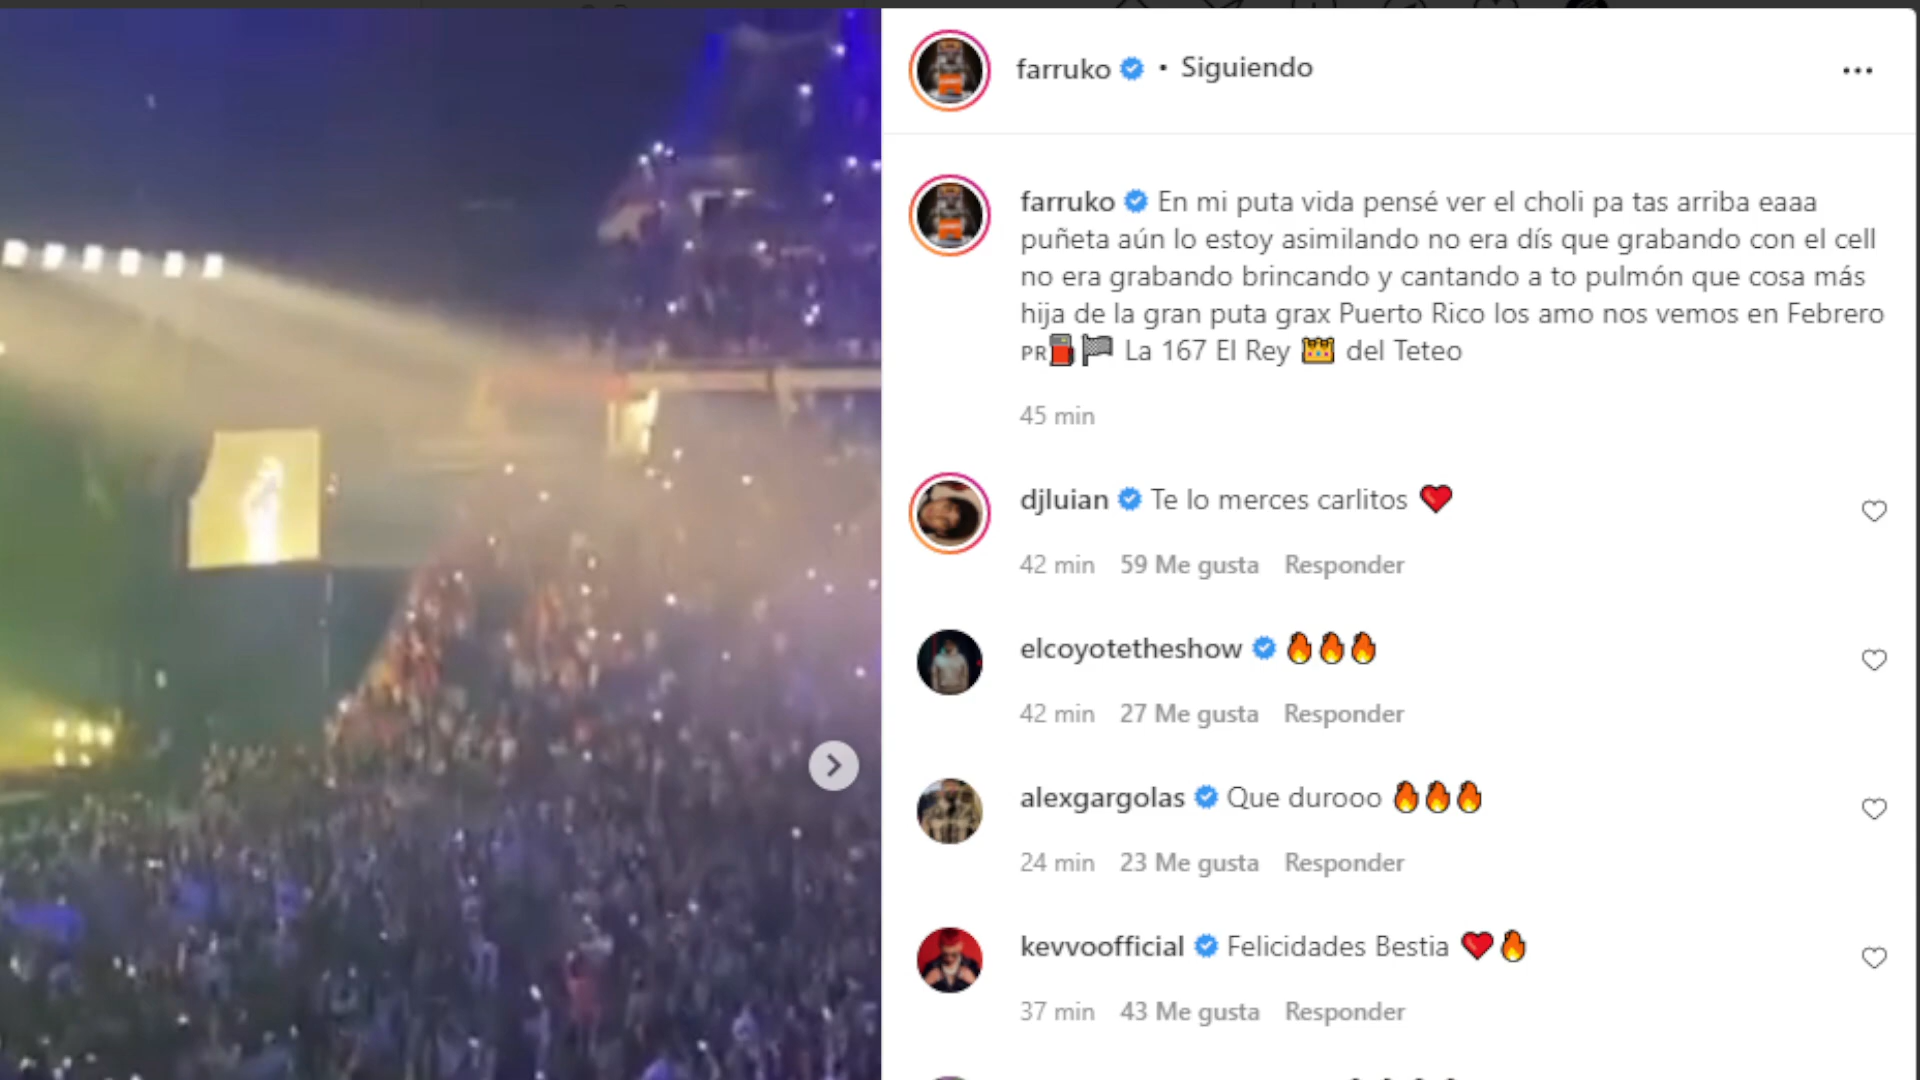 farruko • Siguiendo
farruko En mi puta vida pensé ver el choli pa tas arriba eaaa
puñeta aún lo estoy asimilando no era dís que grabando con el cell
no era grabando brincando y cantando a to pulmón que cosa más
hija de la gran puta grax Puerto Rico los amo nos vemos en Febrero
PR⛽🏁 La 167 El Rey 👑 del Teteo
45 min
djluian Te lo merces carlitos ❤️
42 min 59 Me gusta Responder
elcoyotetheshow 🔥🔥🔥
42 min 27 Me gusta Responder
alexgargolas Que durooo 🔥🔥🔥
24 min 23 Me gusta Responder
kevvoofficial Felicidades Bestia ❤️🔥
37 min 43 Me gusta Responder